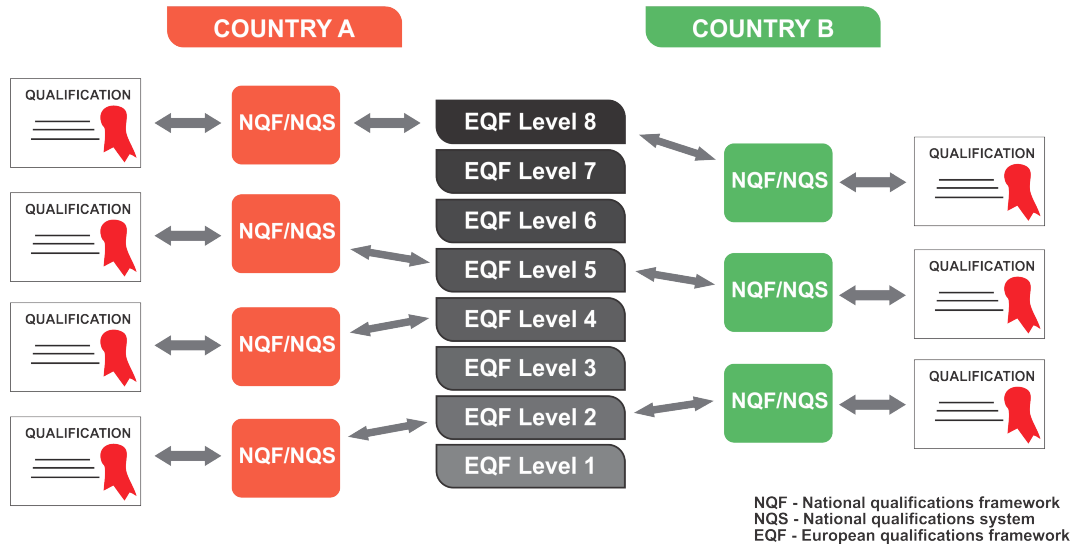 COUNTRY A
COUNTRY B
QUALIFICATION
NQF/NQS
EQF Level 8
EQF Level 7
NQF/NQS
QUALIFICATION
QUALIFICATION
NQF/NQS
EQF Level 6
EQF Level 5
NQF/NQS
QUALIFICATION
QUALIFICATION
NQF/NQS
EQF Level 4
EQF Level 3
NQF/NQS
QUALIFICATION
QUALIFICATION
NQF/NQS
EQF Level 2
EQF Level 1
NQF - National qualifications framework
NQS - National qualifications system
EQF - European qualifications framework